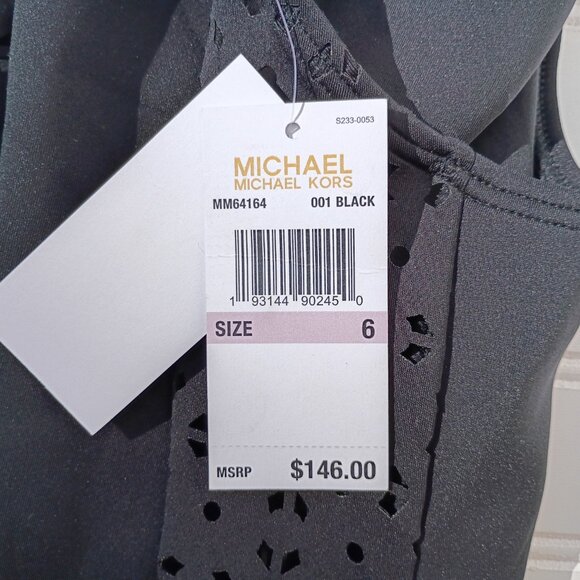 S233-0053
MICHAEL
MICHAEL KORS
MM64164 001 BLACK
1 93144 90245 0
SIZE 6
MSRP $146.00